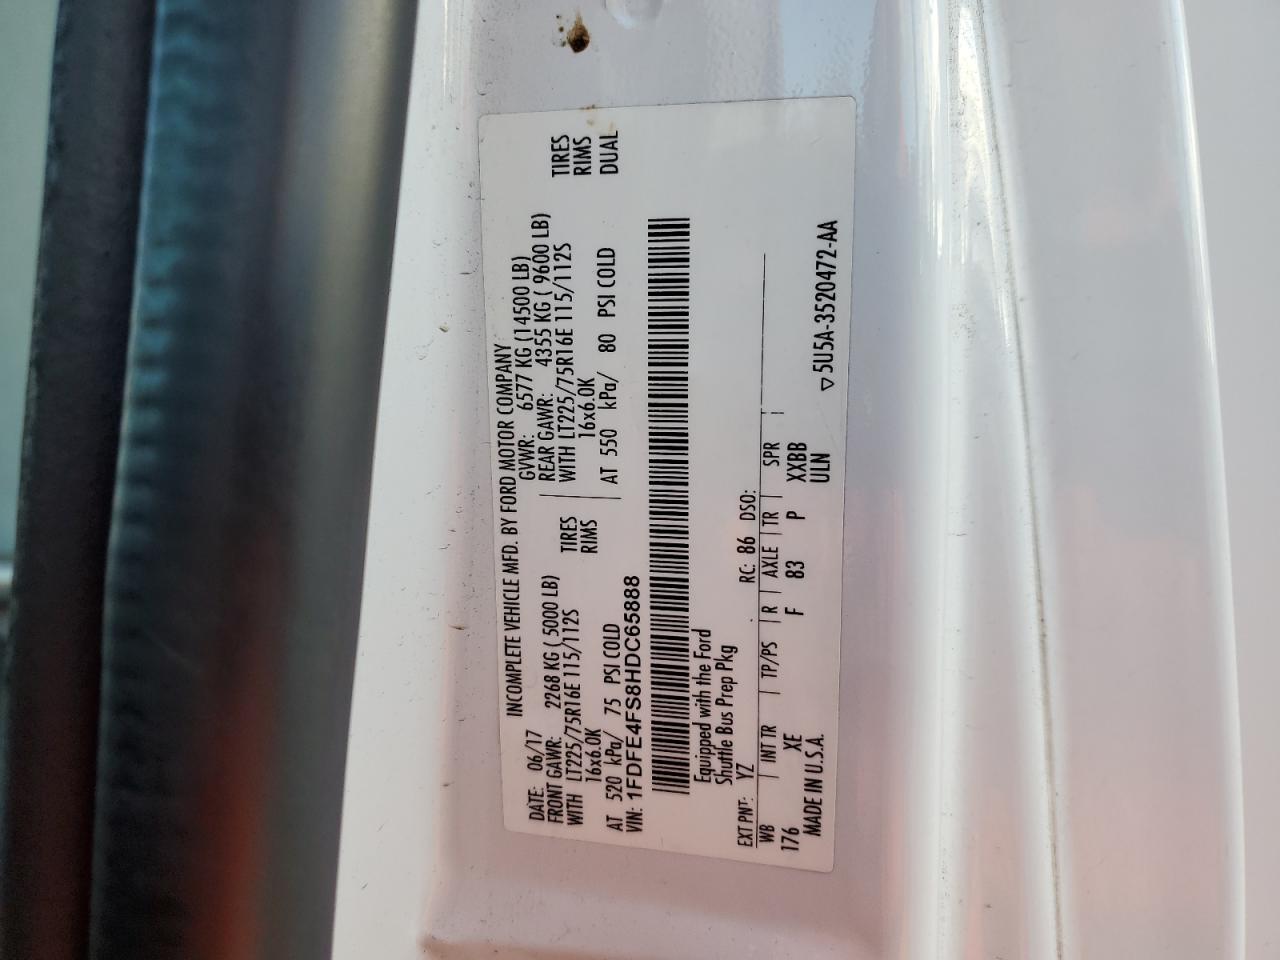 INCOMPLETE VEHICLE MFD. BY FORD MOTOR COMPANY
DATE: 06/17 GVWR: 6577 KG (14500 LB)
FRONT GAWR: 2268 KG ( 5000 LB) REAR GAWR: 4355 KG ( 9600 LB)
WITH LT225/75R16E 115/112S TIRES WITH LT225/75R16E 115/112S TIRES
16x6.0K RIMS 16x6.0K RIMS
AT 520 kPa/ 75 PSI COLD AT 550 kPa/ 80 PSI COLD DUAL
VIN: 1FDFE4FS8HDC65888
Equipped with the Ford
Shuttle Bus Prep Pkg
EXT PNT: YZ RC: 86 DSO:
WB INT TR TP/PS R AXLE TR SPR
176 XE F 83 P XXBB
MADE IN U.S.A. ULN
▽5U5A-3520472-AA